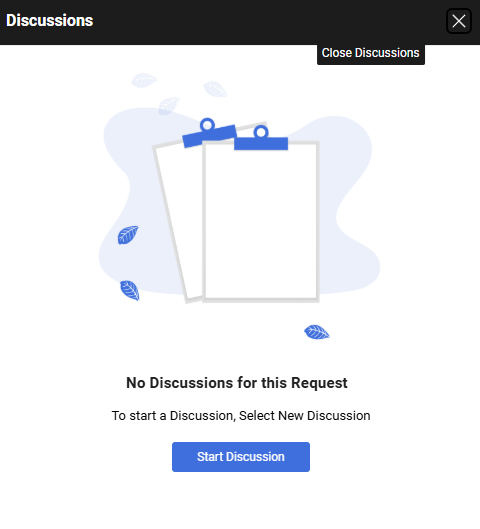 Discussions
Close Discussions
No Discussions for this Request
To start a Discussion, Select New Discussion
Start Discussion